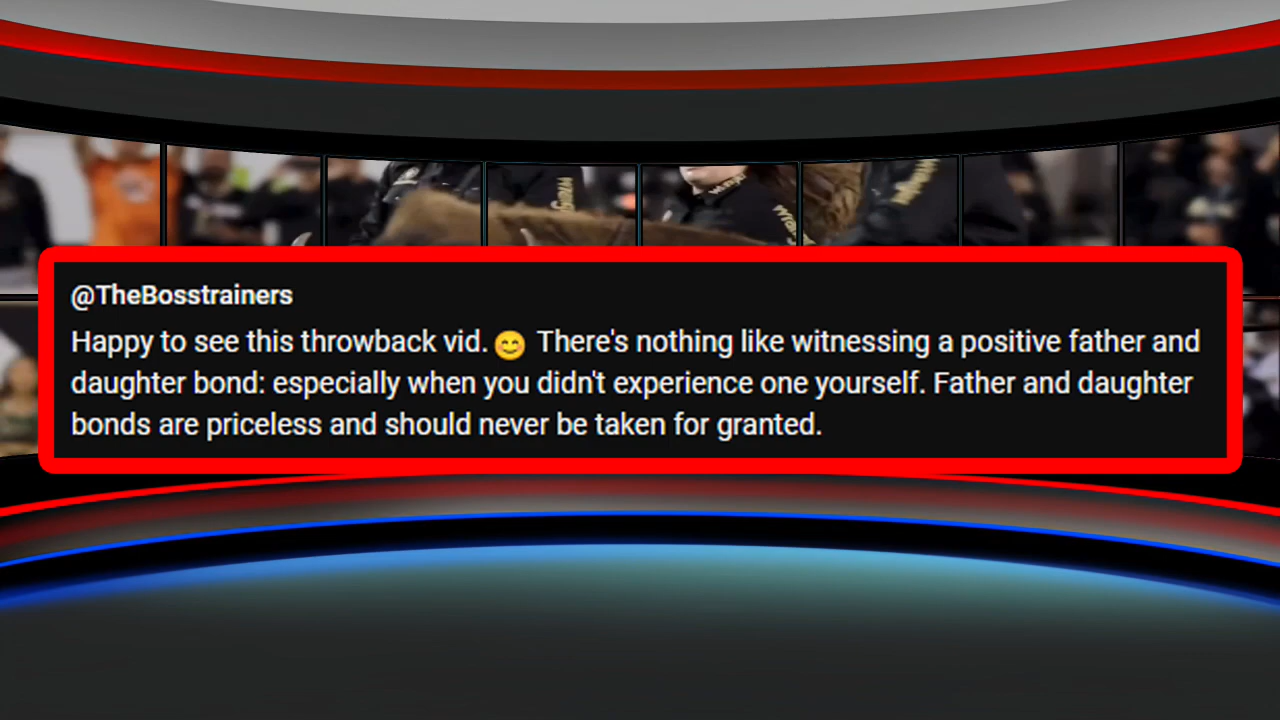 @TheBosstrainers
Happy to see this throwback vid.😊 There's nothing like witnessing a positive father and
daughter bond: especially when you didn't experience one yourself. Father and daughter
bonds are priceless and should never be taken for granted.